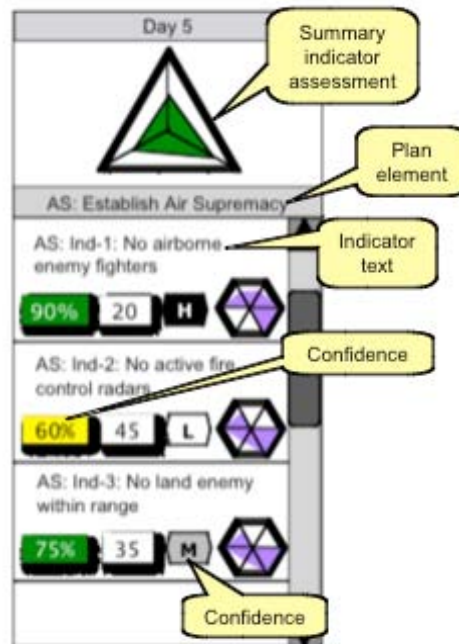 Day 5
Summary
indicator
assessment
Plan
element
AS: Establish Air Supremacy
AS: Ind-1: No airborne
enemy fighters
Indicator
text
90% 20 H
AS: Ind-2: No active fire
control radars
Confidence
60% 45 L
AS: Ind-3: No land enemy
within range
75% 35 M
Confidence